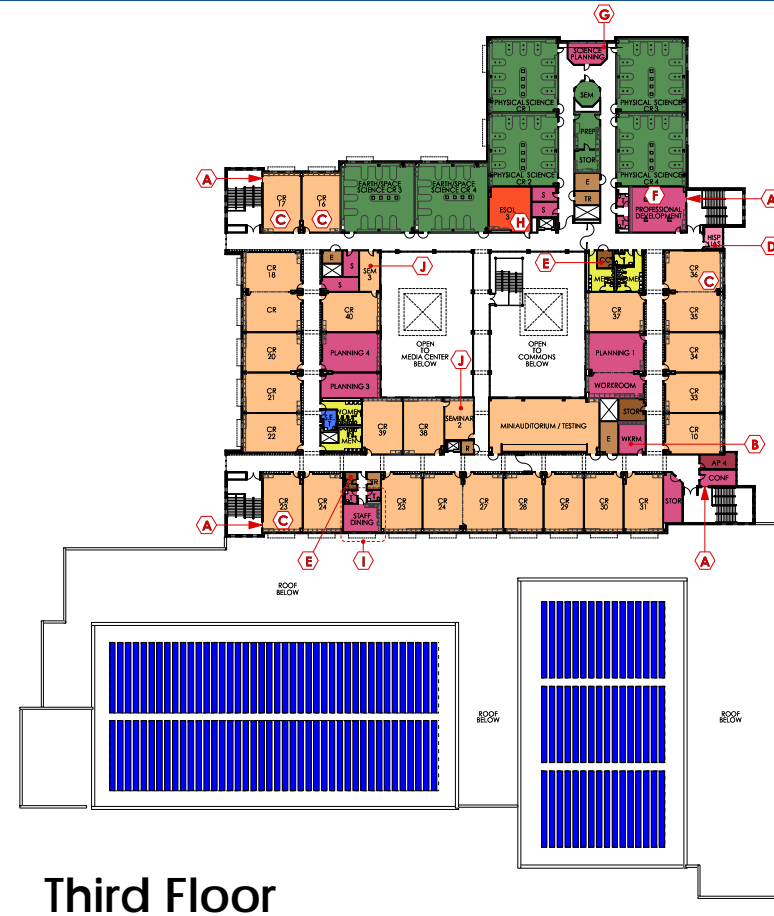 G
SCIENCE
PLANNING
PHYSICAL SCIENCE
CR 1
SEM
PHYSICAL SCIENCE
CR 3
PREP
STOR
PHYSICAL SCIENCE
CR 2
PHYSICAL SCIENCE
CR 4
A
CR
17
C
CR
16
C
EARTH/SPACE
SCIENCE CR 3
EARTH/SPACE
SCIENCE CR 4
ESOL
3
H
S
S
E
TR
F
PROFESSIONAL
DEVELOPMENT
A
HISP
D
CR
18
E
S
S
SEM
3
J
E
CR
36
C
CR
CR
40
OPEN
TO
MEDIA CENTER
BELOW
OPEN
TO
COMMONS
BELOW
CR
37
CR
35
CR
20
PLANNING 4
PLANNING 1
CR
34
CR
21
PLANNING 3
J
WORKROOM
CR
33
CR
22
WOMEN
MEN
CR
39
CR
38
SEMINAR
2
R
MINIAUDITORIUM / TESTING
STOR
E
WKRM
B
CR
10
AP 4
CONF
A
CR
23
C
CR
24
STAFF
DINING
CR
23
CR
24
CR
27
CR
28
CR
29
CR
30
CR
31
STOR
E
I
A
ROOF
BELOW
ROOF
BELOW
ROOF
BELOW
Third Floor